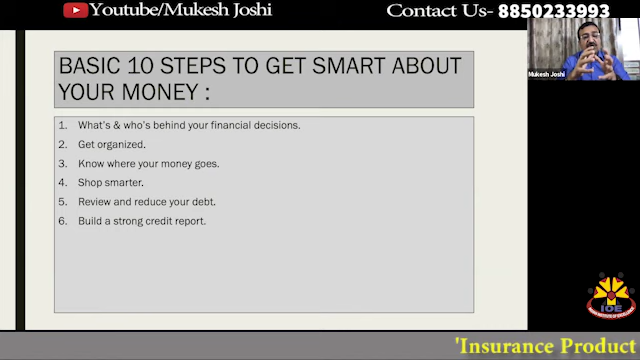 Youtube/Mukesh Joshi
Contact Us- 8850233993
BASIC 10 STEPS TO GET SMART ABOUT
YOUR MONEY :
1. What's & who's behind your financial decisions.
2. Get organized.
3. Know where your money goes.
4. Shop smarter.
5. Review and reduce your debt.
6. Build a strong credit report.
Mukesh Joshi
IOE
'Insurance Product